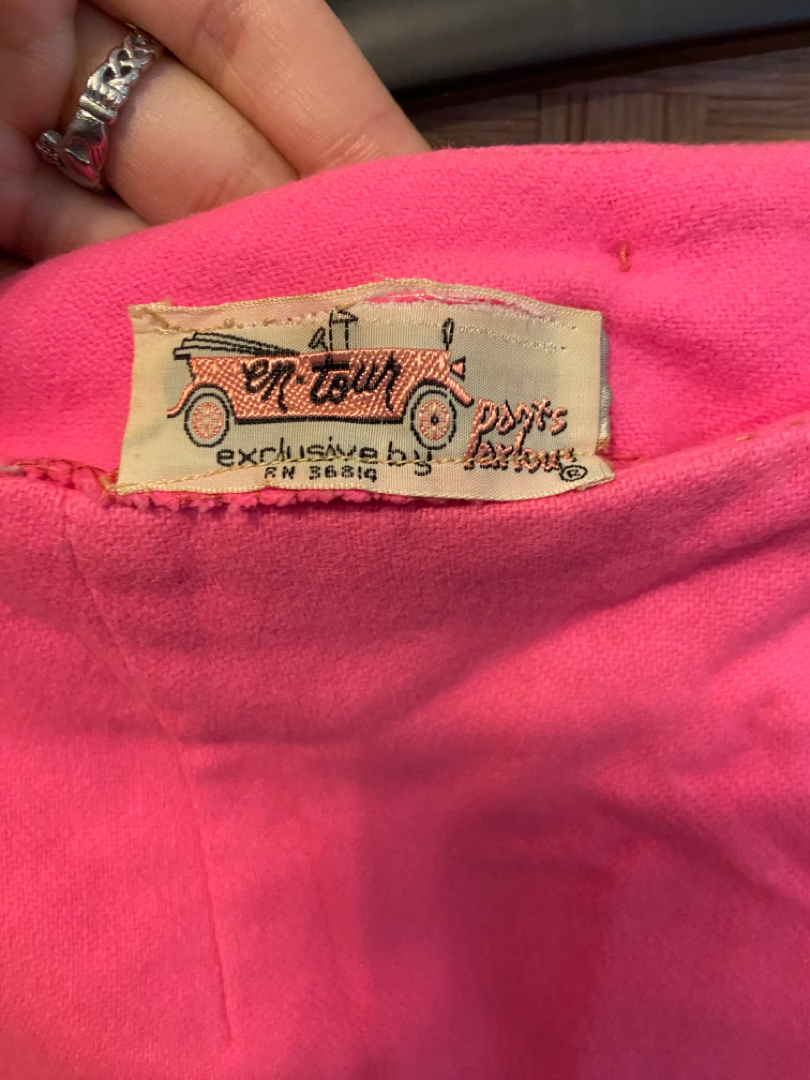 en-tour
exclusive by pants
RN 36819 parlour®